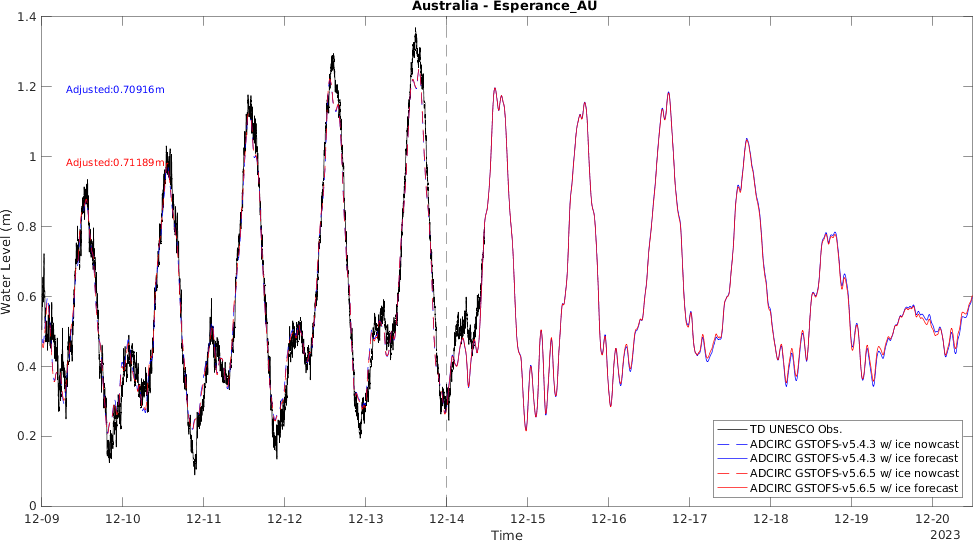 Australia - Esperance_AU
1.4
1.2
1
0.8
0.6
0.4
0.2
0
Water Level (m)
Adjusted:0.70916m
Adjusted:0.71189m
TD UNESCO Obs.
ADCIRC GSTOFS-v5.4.3 w/ ice nowcast
ADCIRC GSTOFS-v5.4.3 w/ ice forecast
ADCIRC GSTOFS-v5.6.5 w/ ice nowcast
ADCIRC GSTOFS-v5.6.5 w/ ice forecast
12-09 12-10 12-11 12-12 12-13 12-14 12-15 12-16 12-17 12-18 12-19 12-20
Time 2023